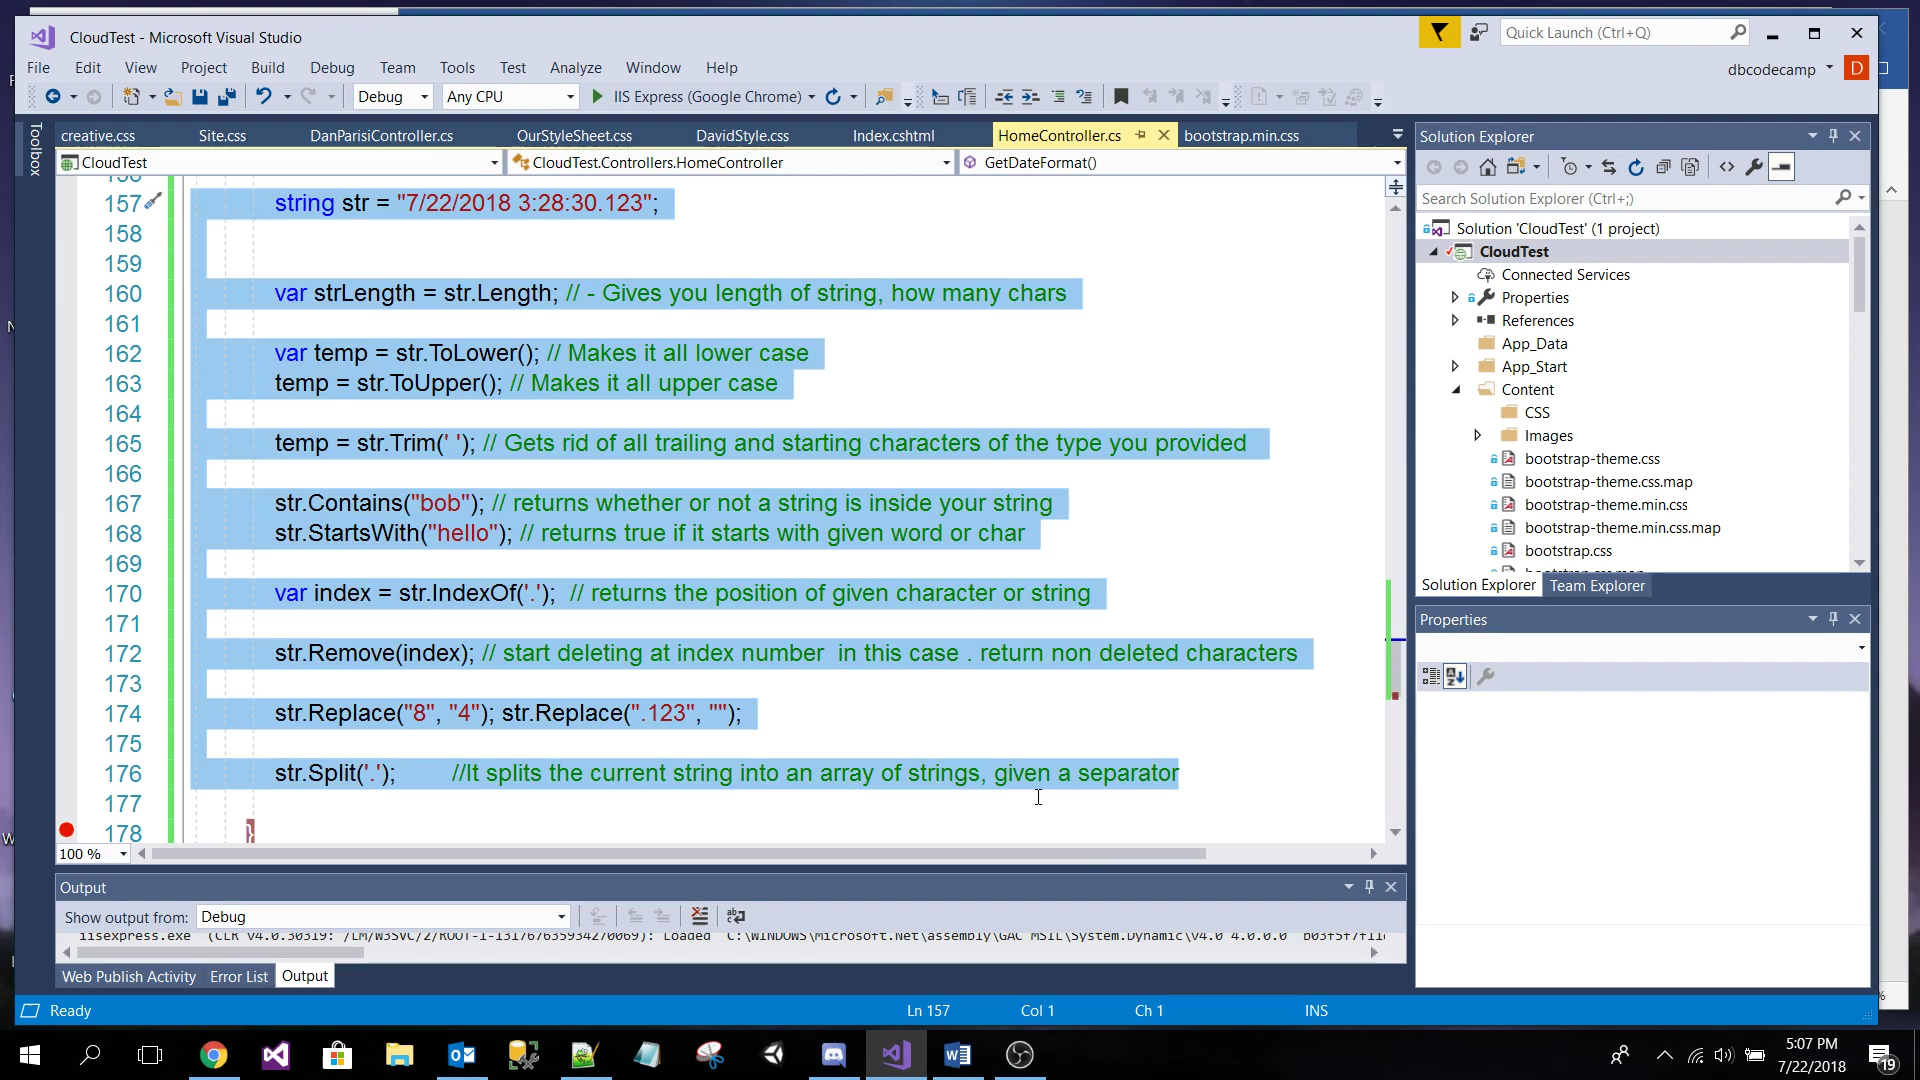 CloudTest - Microsoft Visual Studio
Quick Launch (Ctrl+Q)
File Edit View Project Build Debug Team Tools Test Analyze Window Help
dbcodecamp D
Debug Any CPU IIS Express (Google Chrome)
Toolbox
creative.css Site.css DanParisiController.cs OurStyleSheet.css DavidStyle.css Index.cshtml HomeController.cs bootstrap.min.css
CloudTest CloudTest.Controllers.HomeController GetDateFormat()
157 string str = "7/22/2018 3:28:30.123";
158
159
160 var strLength = str.Length; // - Gives you length of string, how many chars
161
162 var temp = str.ToLower(); // Makes it all lower case
163 temp = str.ToUpper(); // Makes it all upper case
164
165 temp = str.Trim(' '); // Gets rid of all trailing and starting characters of the type you provided
166
167 str.Contains("bob"); // returns whether or not a string is inside your string
168 str.StartsWith("hello"); // returns true if it starts with given word or char
169
170 var index = str.IndexOf('.');  // returns the position of given character or string
171
172 str.Remove(index); // start deleting at index number  in this case . return non deleted characters
173
174 str.Replace("8", "4"); str.Replace(".123", "");
175
176 str.Split('.');        //It splits the current string into an array of strings, given a separator
177
178 }
100 %
Output
Show output from: Debug
Web Publish Activity Error List Output
Solution Explorer
Search Solution Explorer (Ctrl+;)
Solution 'CloudTest' (1 project)
CloudTest
Connected Services
Properties
References
App_Data
App_Start
Content
CSS
Images
bootstrap-theme.css
bootstrap-theme.css.map
bootstrap-theme.min.css
bootstrap-theme.min.css.map
bootstrap.css
Solution Explorer Team Explorer
Properties
Ready Ln 157 Col 1 Ch 1 INS
5:07 PM
7/22/2018
19